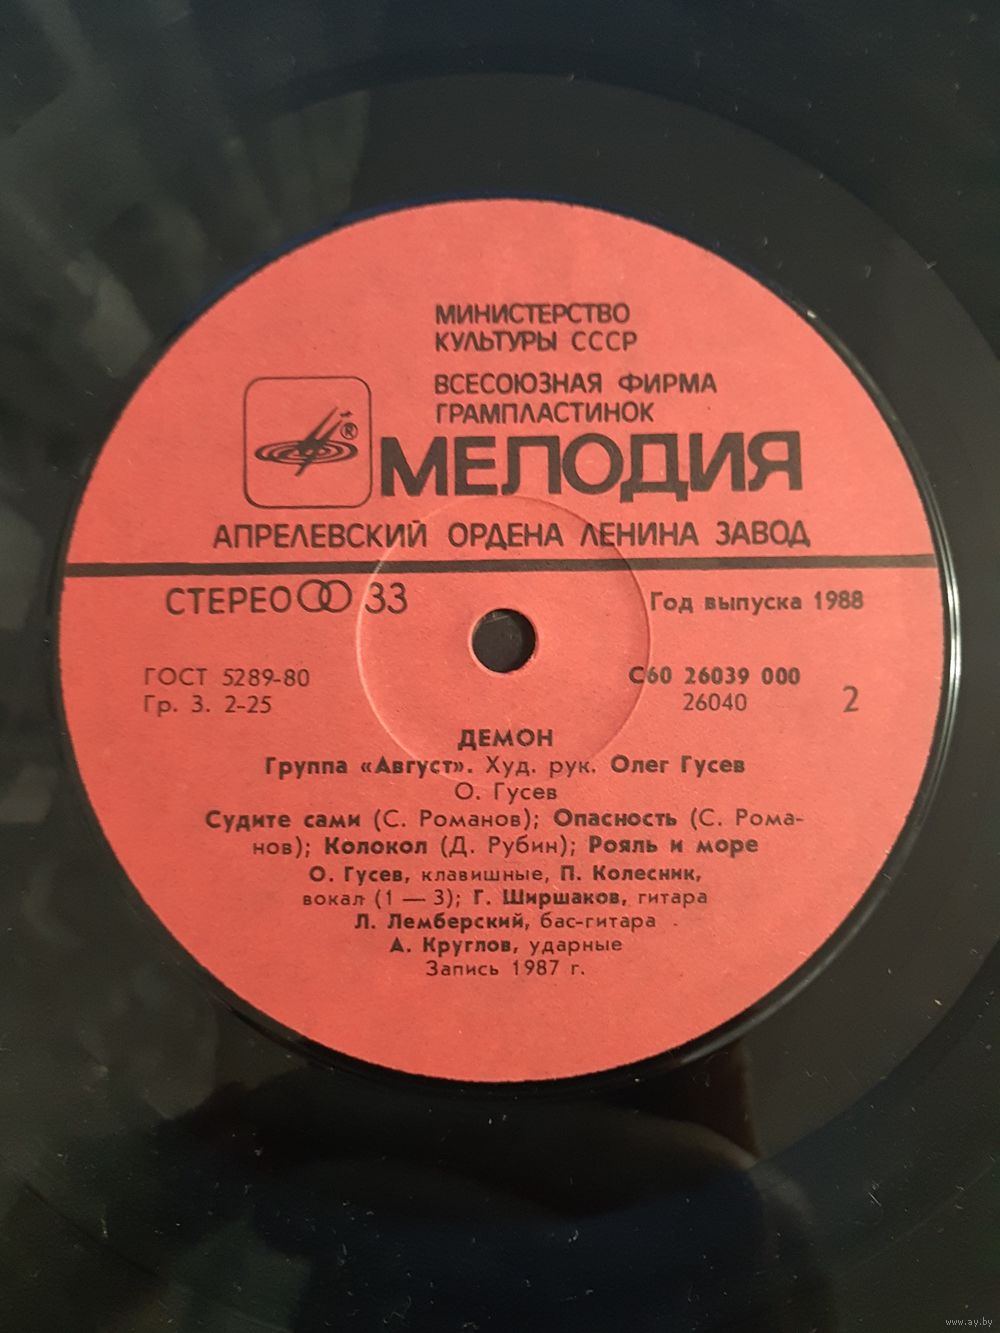 МИНИСТЕРСТВО
КУЛЬТУРЫ СССР
ВСЕСОЮЗНАЯ ФИРМА
ГРАМПЛАСТИНОК
®
МЕЛОДИЯ
АПРЕЛЕВСКИЙ ОРДЕНА ЛЕНИНА ЗАВОД
СТЕРЕО 33
Год выпуска 1988
ГОСТ 5289-80
Гр. 3. 2-25
С60 26039 000
26040
2
ДЕМОН
Группа «Август». Худ. рук. Олег Гусев
О. Гусев
Судите сами (С. Романов); Опасность (С. Рома-
нов); Колокол (Д. Рубин); Рояль и море
О. Гусев, клавишные, П. Колесник,
вокал (1 — 3); Г. Ширшаков, гитара
Л. Лемберский, бас-гитара
А. Круглов, ударные
Запись 1987 г.
www.ay.by